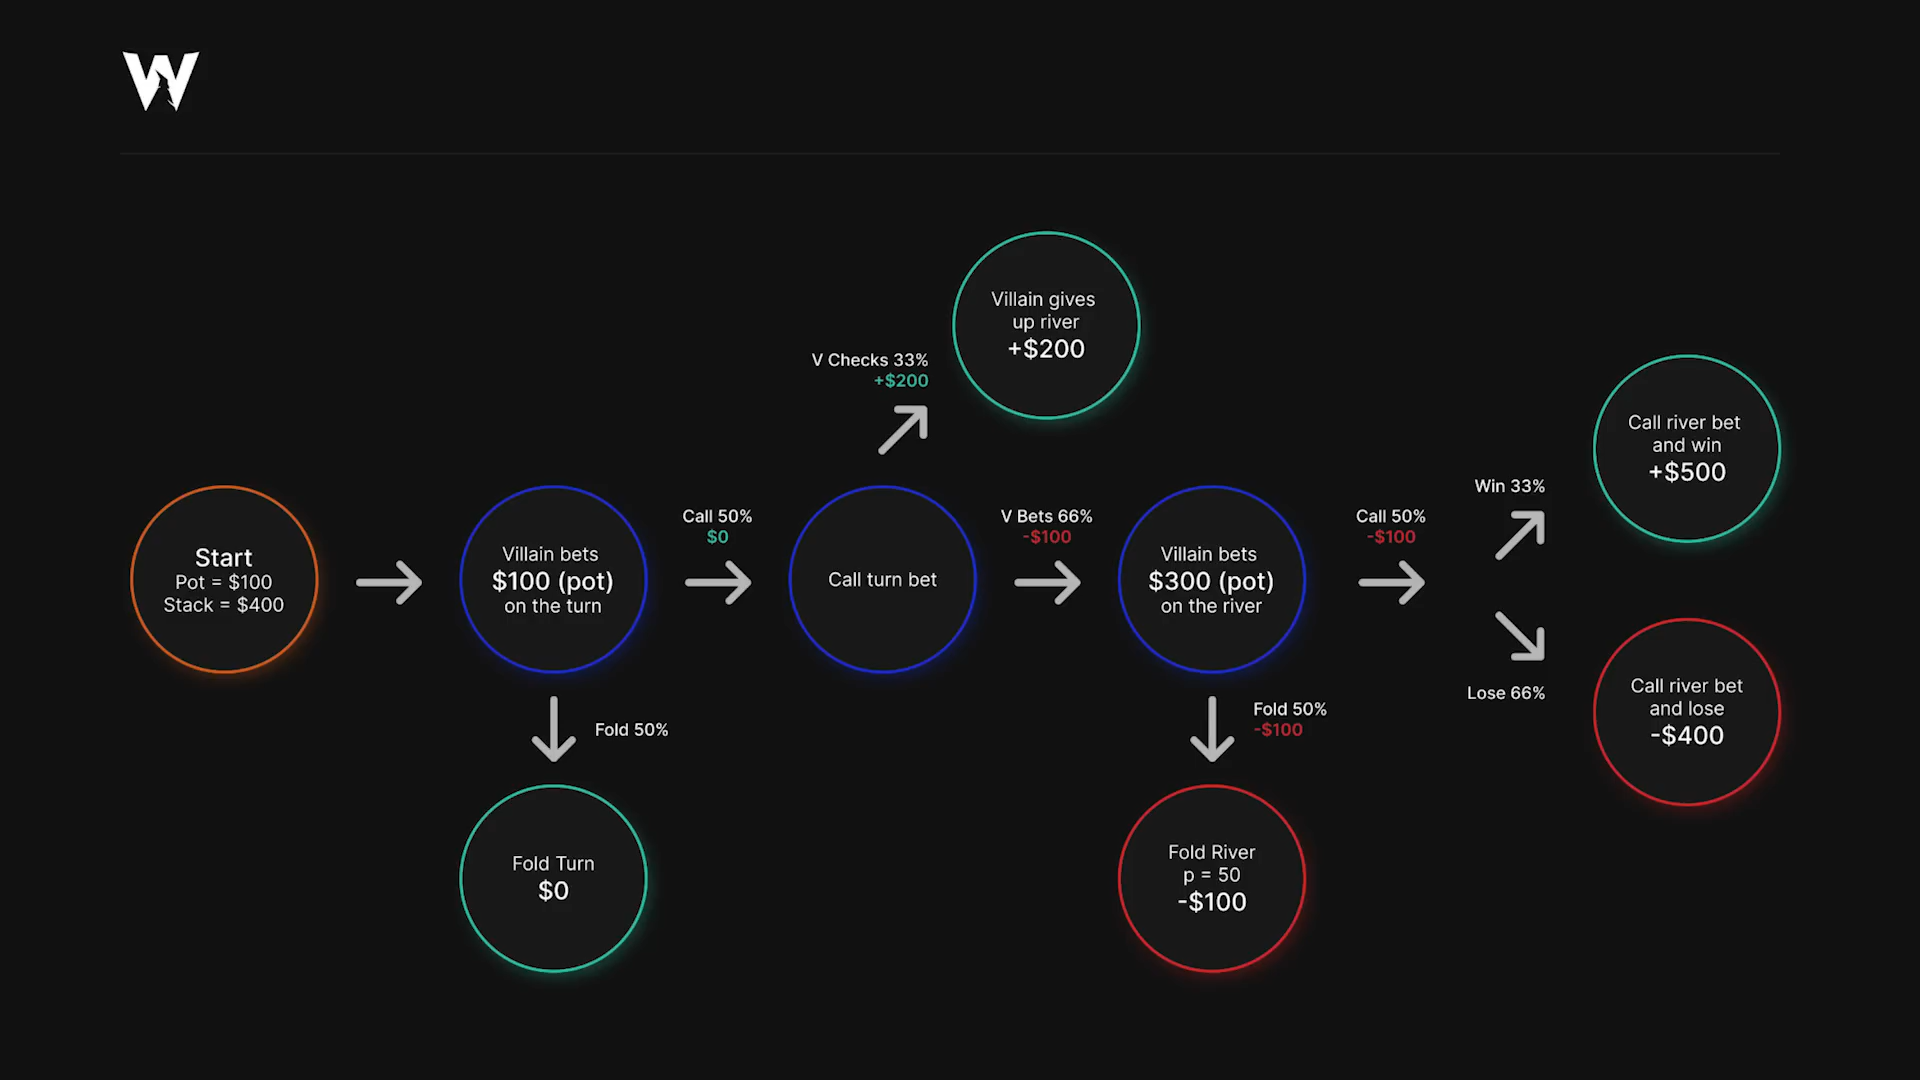 W
Start
Pot = $100
Stack = $400
Villain bets
$100 (pot)
on the turn
Fold 50%
Fold Turn
$0
Call 50%
$0
Call turn bet
V Checks 33%
+$200
Villain gives
up river
+$200
V Bets 66%
-$100
Villain bets
$300 (pot)
on the river
Fold 50%
-$100
Fold River
p = 50
-$100
Call 50%
-$100
Win 33%
Call river bet
and win
+$500
Lose 66%
Call river bet
and lose
-$400